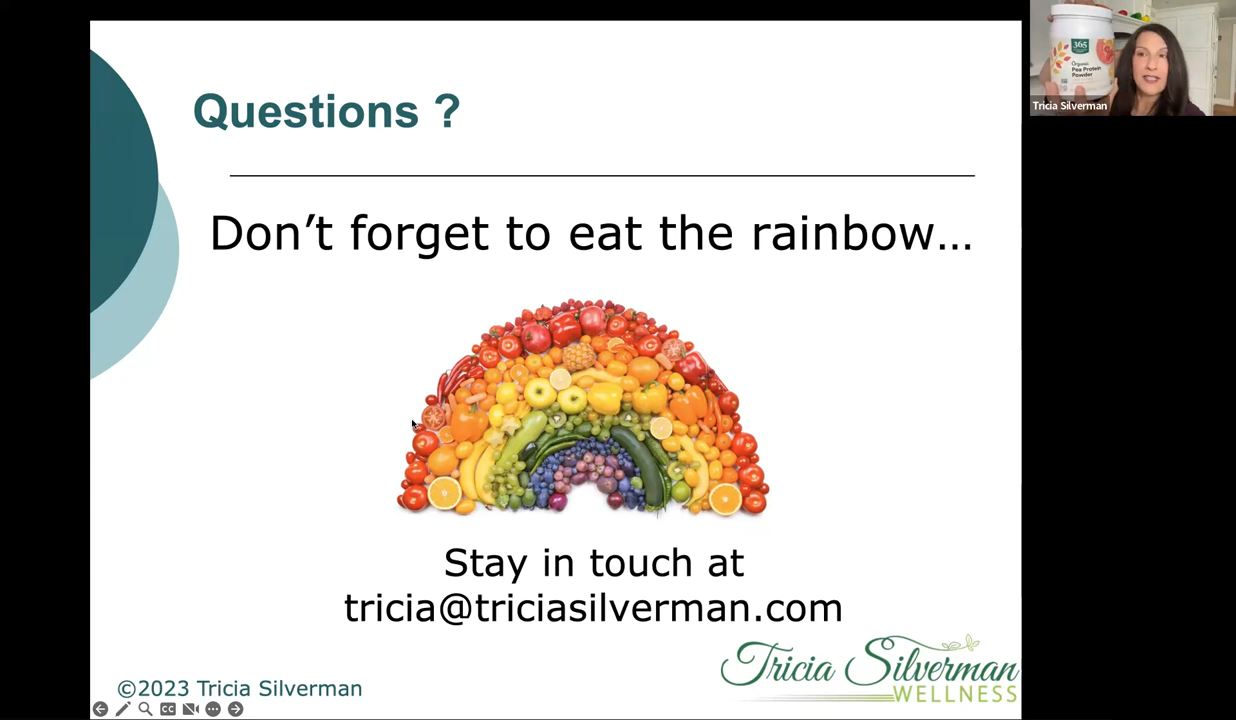 Questions ?
Don’t forget to eat the rainbow…
Stay in touch at
tricia@triciasilverman.com
Tricia Silverman
WELLNESS
©2023 Tricia Silverman
365
Organic
Pea Protein
Powder
Tricia Silverman